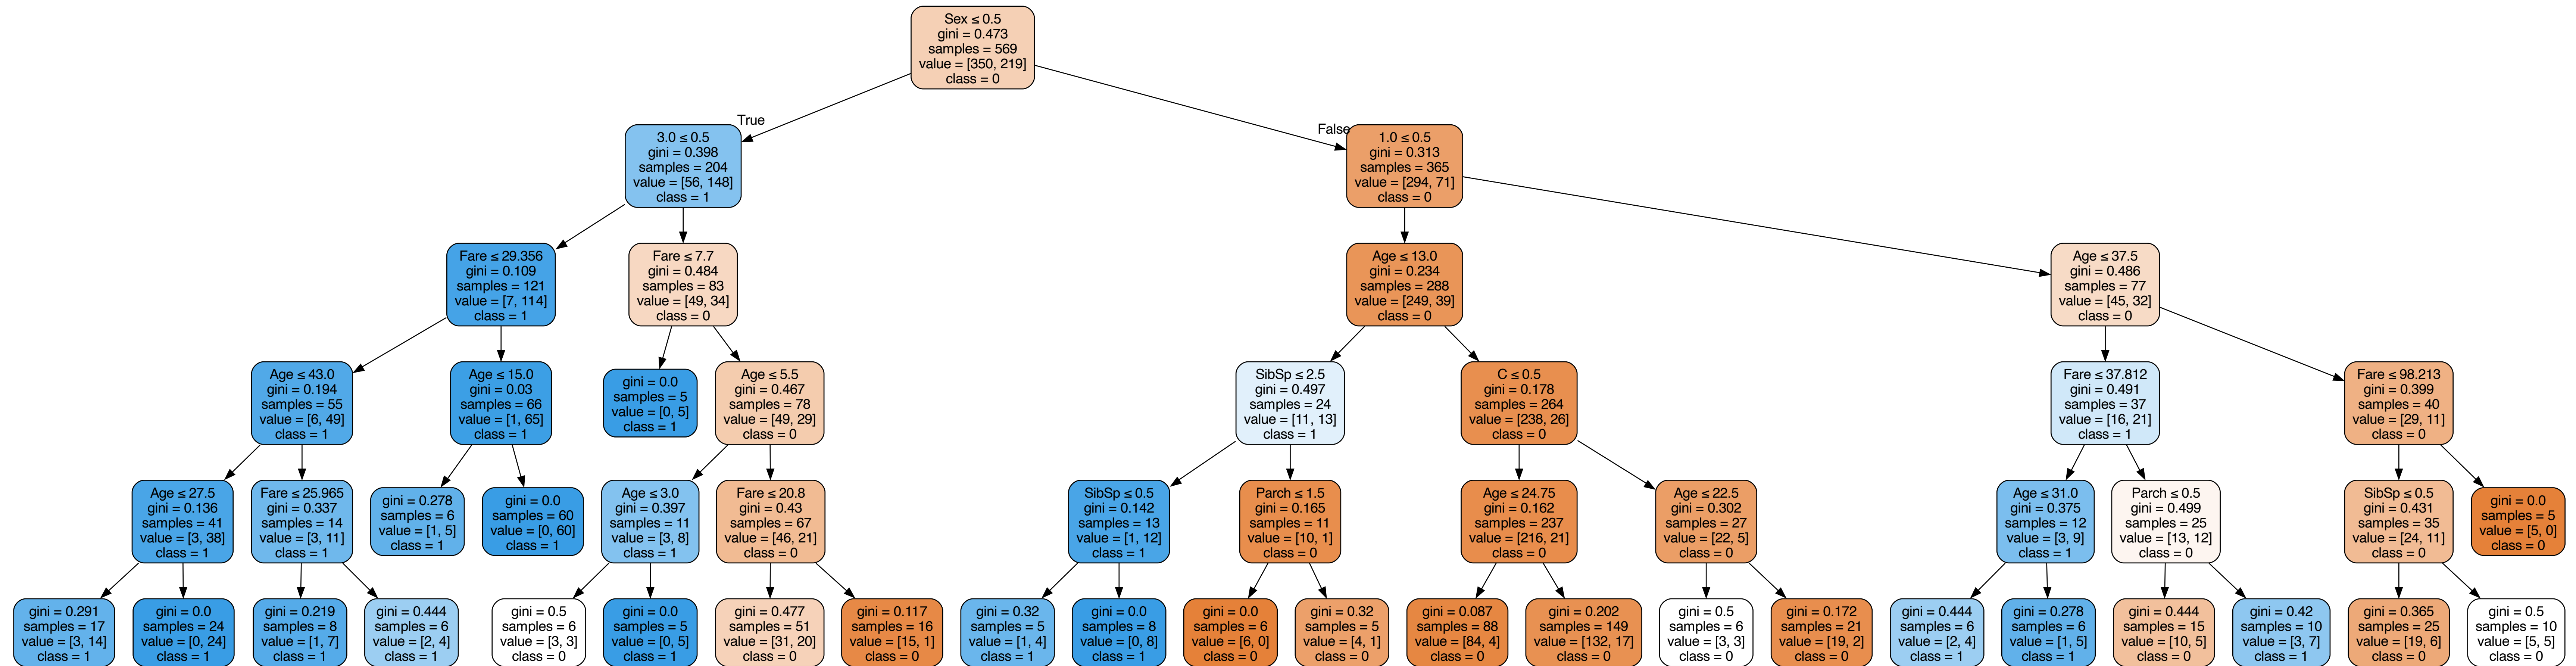 Sex ≤ 0.5
gini = 0.473
samples = 569
value = [350, 219]
class = 0
True
False
3.0 ≤ 0.5
gini = 0.398
samples = 204
value = [56, 148]
class = 1
1.0 ≤ 0.5
gini = 0.313
samples = 365
value = [294, 71]
class = 0
Fare ≤ 29.356
gini = 0.109
samples = 121
value = [7, 114]
class = 1
Fare ≤ 7.7
gini = 0.484
samples = 83
value = [49, 34]
class = 0
Age ≤ 13.0
gini = 0.234
samples = 288
value = [249, 39]
class = 0
Age ≤ 37.5
gini = 0.486
samples = 77
value = [45, 32]
class = 0
Age ≤ 43.0
gini = 0.194
samples = 55
value = [6, 49]
class = 1
Age ≤ 15.0
gini = 0.03
samples = 66
value = [1, 65]
class = 1
gini = 0.0
samples = 5
value = [0, 5]
class = 1
Age ≤ 5.5
gini = 0.467
samples = 78
value = [49, 29]
class = 0
SibSp ≤ 2.5
gini = 0.497
samples = 24
value = [11, 13]
class = 1
C ≤ 0.5
gini = 0.178
samples = 264
value = [238, 26]
class = 0
Fare ≤ 37.812
gini = 0.491
samples = 37
value = [16, 21]
class = 1
Fare ≤ 98.213
gini = 0.399
samples = 40
value = [29, 11]
class = 0
Age ≤ 27.5
gini = 0.136
samples = 41
value = [3, 38]
class = 1
Fare ≤ 25.965
gini = 0.337
samples = 14
value = [3, 11]
class = 1
gini = 0.278
samples = 6
value = [1, 5]
class = 1
gini = 0.0
samples = 60
value = [0, 60]
class = 1
Age ≤ 3.0
gini = 0.397
samples = 11
value = [3, 8]
class = 1
Fare ≤ 20.8
gini = 0.43
samples = 67
value = [46, 21]
class = 0
SibSp ≤ 0.5
gini = 0.142
samples = 13
value = [1, 12]
class = 1
Parch ≤ 1.5
gini = 0.165
samples = 11
value = [10, 1]
class = 0
Age ≤ 24.75
gini = 0.162
samples = 237
value = [216, 21]
class = 0
Age ≤ 22.5
gini = 0.302
samples = 27
value = [22, 5]
class = 0
Age ≤ 31.0
gini = 0.375
samples = 12
value = [3, 9]
class = 1
Parch ≤ 0.5
gini = 0.499
samples = 25
value = [13, 12]
class = 0
SibSp ≤ 0.5
gini = 0.431
samples = 35
value = [24, 11]
class = 0
gini = 0.0
samples = 5
value = [5, 0]
class = 0
gini = 0.291
samples = 17
value = [3, 14]
class = 1
gini = 0.0
samples = 24
value = [0, 24]
class = 1
gini = 0.219
samples = 8
value = [1, 7]
class = 1
gini = 0.444
samples = 6
value = [2, 4]
class = 1
gini = 0.5
samples = 6
value = [3, 3]
class = 0
gini = 0.0
samples = 5
value = [0, 5]
class = 1
gini = 0.477
samples = 51
value = [31, 20]
class = 0
gini = 0.117
samples = 16
value = [15, 1]
class = 0
gini = 0.32
samples = 5
value = [1, 4]
class = 1
gini = 0.0
samples = 8
value = [0, 8]
class = 1
gini = 0.0
samples = 6
value = [6, 0]
class = 0
gini = 0.32
samples = 5
value = [4, 1]
class = 0
gini = 0.087
samples = 88
value = [84, 4]
class = 0
gini = 0.202
samples = 149
value = [132, 17]
class = 0
gini = 0.5
samples = 6
value = [3, 3]
class = 0
gini = 0.172
samples = 21
value = [19, 2]
class = 0
gini = 0.444
samples = 6
value = [2, 4]
class = 1
gini = 0.278
samples = 6
value = [1, 5]
class = 1
gini = 0.444
samples = 15
value = [10, 5]
class = 0
gini = 0.42
samples = 10
value = [3, 7]
class = 1
gini = 0.365
samples = 25
value = [19, 6]
class = 0
gini = 0.5
samples = 10
value = [5, 5]
class = 0